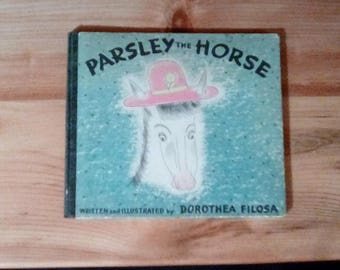 PARSLEY THE HORSE
WRITTEN and ILLUSTRATED by DOROTHEA FILOSA